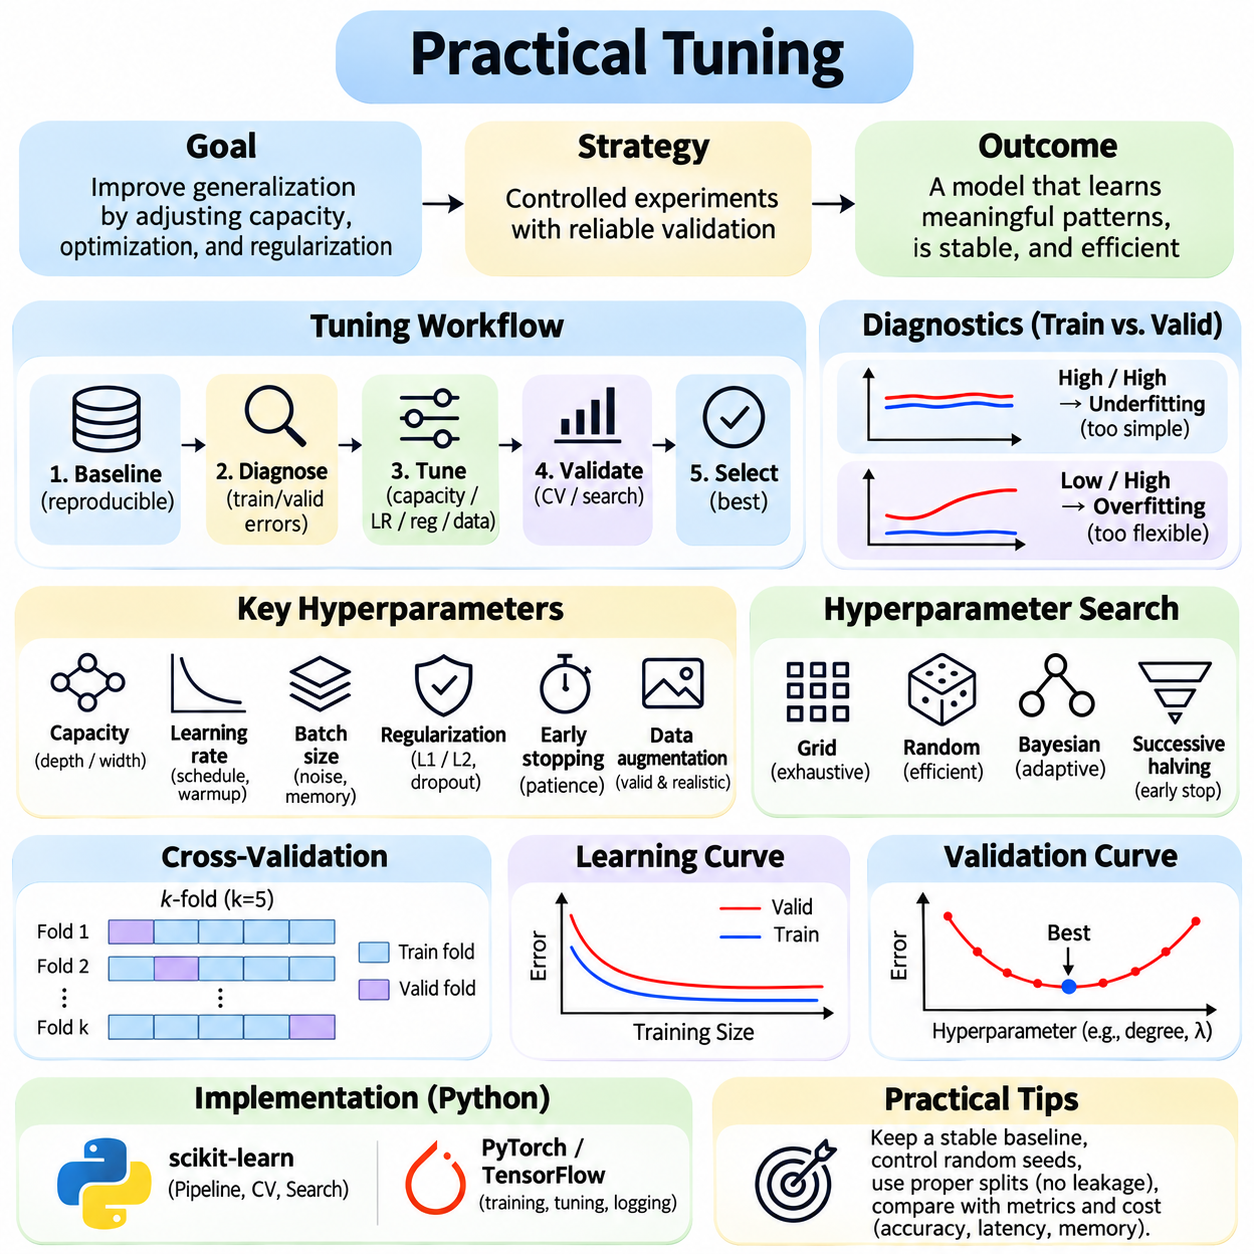 Practical Tuning
Goal
Improve generalization
by adjusting capacity,
optimization, and regularization
Strategy
Controlled experiments
with reliable validation
Outcome
A model that learns
meaningful patterns,
is stable, and efficient
Tuning Workflow
1. Baseline
(reproducible)
2. Diagnose
(train/valid
errors)
3. Tune
(capacity /
LR / reg / data)
4. Validate
(CV / search)
5. Select
(best)
Diagnostics (Train vs. Valid)
High / High
→ Underfitting
(too simple)
Low / High
→ Overfitting
(too flexible)
Key Hyperparameters
Capacity
(depth / width)
Learning
rate
(schedule,
warmup)
Batch
size
(noise,
memory)
Regularization
(L1 / L2,
dropout)
Early
stopping
(patience)
Data
augmentation
(valid & realistic)
Hyperparameter Search
Grid
(exhaustive)
Random
(efficient)
Bayesian
(adaptive)
Successive
halving
(early stop)
Cross-Validation
k-fold (k=5)
Fold 1
Fold 2
Fold k
Train fold
Valid fold
Learning Curve
Error
Valid
Train
Training Size
Validation Curve
Error
Best
Hyperparameter (e.g., degree, λ)
Implementation (Python)
scikit-learn
(Pipeline, CV, Search)
PyTorch /
TensorFlow
(training, tuning, logging)
Practical Tips
Keep a stable baseline,
control random seeds,
use proper splits (no leakage),
compare with metrics and cost
(accuracy, latency, memory).